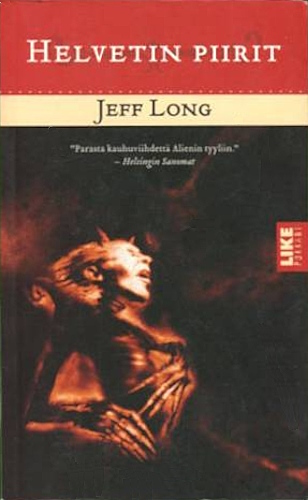 HELVETIN PIIRIT
JEFF LONG
"Parasta kauhuviihdettä Alienin tyyliin."
– Helsingin Sanomat
LIKE
POKKARI